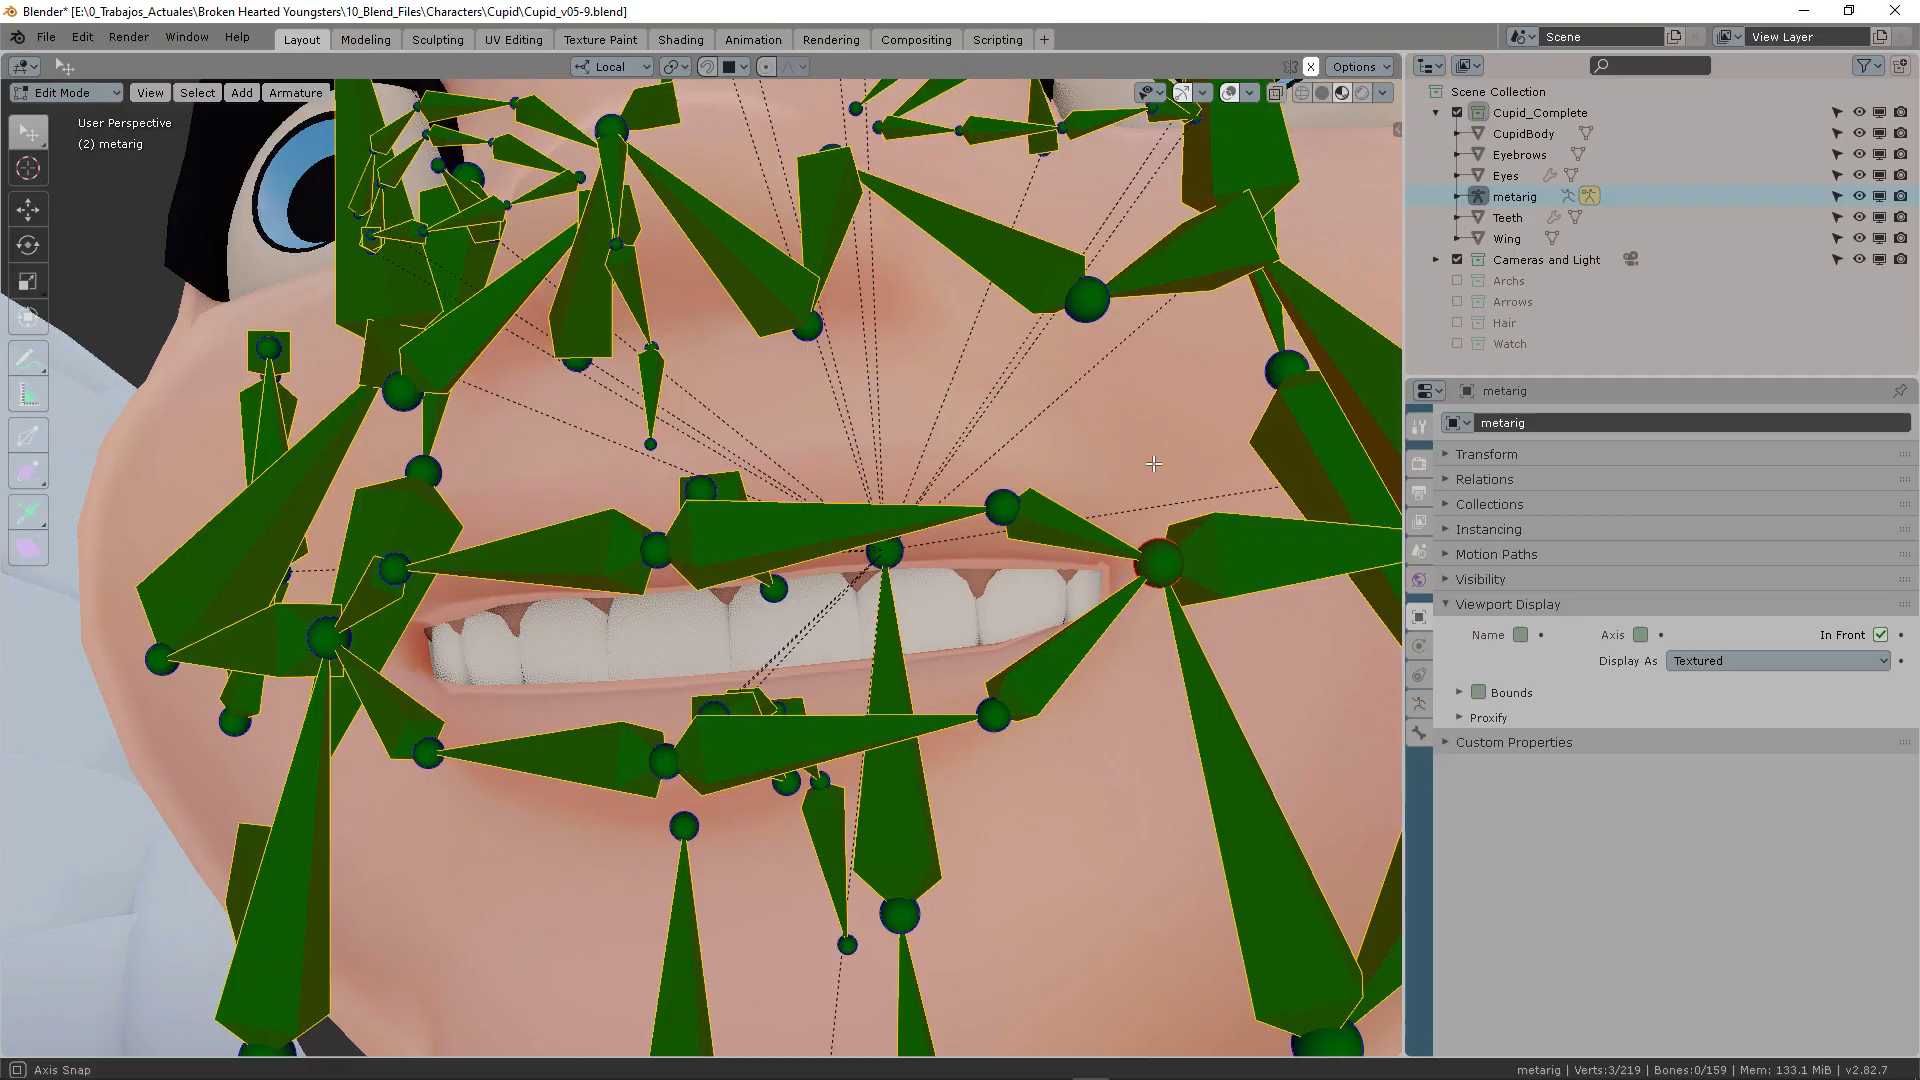 Blender* [E:\0_Trabajos_Actuales\Broken Hearted Youngsters\10_Blend_Files\Characters\Cupid\Cupid_v05-9.blend]
File Edit Render Window Help Layout Modeling Sculpting UV Editing Texture Paint Shading Animation Rendering Compositing Scripting + Scene View Layer
Local X Options
Edit Mode View Select Add Armature
User Perspective
(2) metarig
Scene Collection
Cupid_Complete
CupidBody
Eyebrows
Eyes
metarig
Teeth
Wing
Cameras and Light
Archs
Arrows
Hair
Watch
metarig
metarig
Transform
Relations
Collections
Instancing
Motion Paths
Visibility
Viewport Display
Name Axis In Front
Display As Textured
Bounds
Proxify
Custom Properties
Axis Snap
metarig | Verts:3/219 | Bones:0/159 | Mem: 133.1 MiB | v2.82.7